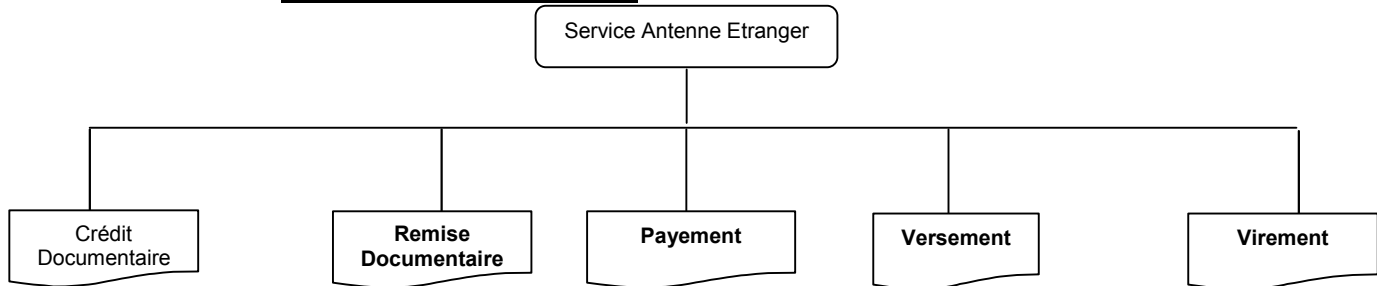 Service Antenne Etranger
Crédit
Documentaire
Remise
Documentaire
Payement
Versement
Virement